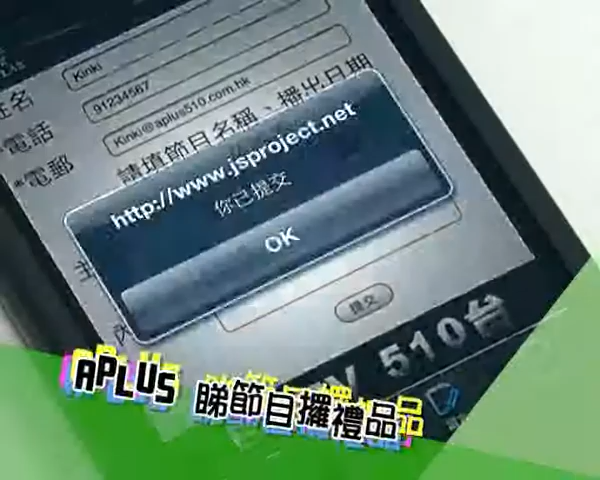 姓名
Kinki
*電話
91234567
*電郵
Kinki@aplus510.com.hk
請填節目名稱、播出日期
http://www.jsproject.net
你已提交
OK
提交
510台
APLUS 睇節目攞禮品